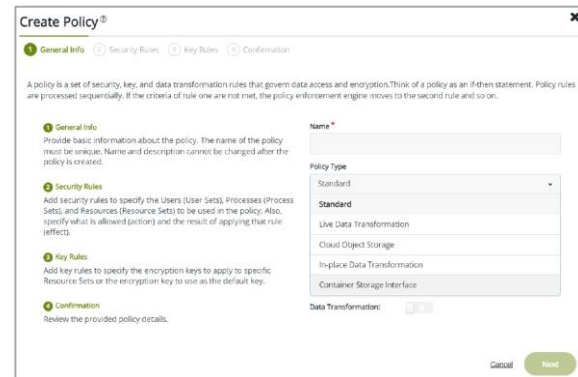 Create Policy ?
✖
1 General Info 2 Security Rules 3 Key Rules 4 Confirmation
A policy is a set of security, key, and data transformation rules that govern data access and encryption.Think of a policy as an if-then statement. Policy rules
are processed sequentially. If the criteria of rule one are not met, the policy enforcement engine moves to the second rule and so on.
1 General Info
Provide basic information about the policy. The name of the policy
must be unique. Name and description cannot be changed after the
policy is created.
2 Security Rules
Add security rules to specify the Users (User Sets), Processes (Process
Sets), and Resources (Resource Sets) to be used in the policy. Also,
specify what is allowed (action) and the result of applying that rule
(effect).
3 Key Rules
Add key rules to specify the encryption keys to apply to specific
Resource Sets or the encryption key to use as the default key.
4 Confirmation
Review the provided policy details.
Name *
Policy Type
Standard
Standard
Live Data Transformation
Cloud Object Storage
In-place Data Transformation
Container Storage Interface
Data Transformation:
Cancel Next